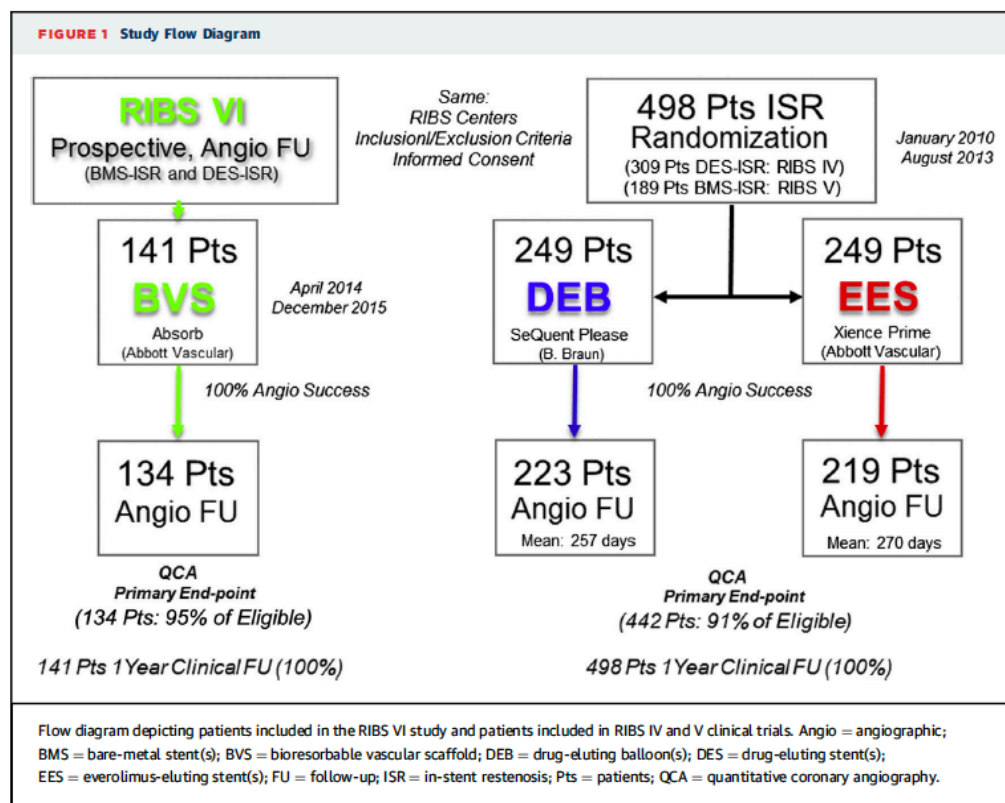 FIGURE 1 Study Flow Diagram
RIBS VI
Prospective, Angio FU
(BMS-ISR and DES-ISR)
Same:
RIBS Centers
Inclusionl/Exclusion Criteria
Informed Consent
498 Pts ISR
Randomization
(309 Pts DES-ISR: RIBS IV)
(189 Pts BMS-ISR: RIBS V)
January 2010
August 2013
141 Pts
BVS
Absorb
(Abbott Vascular)
April 2014
December 2015
249 Pts
DEB
SeQuent Please
(B. Braun)
249 Pts
EES
Xience Prime
(Abbott Vascular)
100% Angio Success
100% Angio Success
134 Pts
Angio FU
223 Pts
Angio FU
Mean: 257 days
219 Pts
Angio FU
Mean: 270 days
QCA
Primary End-point
(134 Pts: 95% of Eligible)
QCA
Primary End-point
(442 Pts: 91% of Eligible)
141 Pts 1Year Clinical FU (100%)
498 Pts 1Year Clinical FU (100%)
Flow diagram depicting patients included in the RIBS VI study and patients included in RIBS IV and V clinical trials. Angio = angiographic;
BMS = bare-metal stent(s); BVS = bioresorbable vascular scaffold; DEB = drug-eluting balloon(s); DES = drug-eluting stent(s);
EES = everolimus-eluting stent(s); FU = follow-up; ISR = in-stent restenosis; Pts = patients; QCA = quantitative coronary angiography.